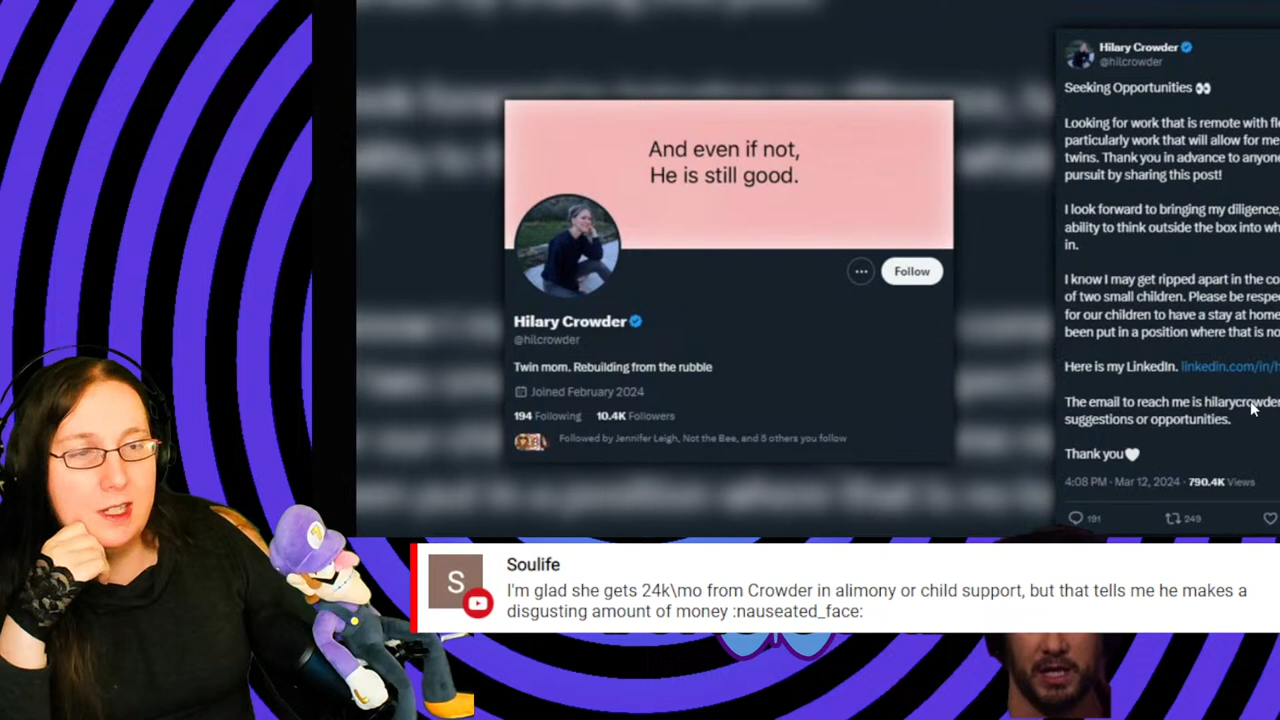 And even if not,
He is still good.
Follow
Hilary Crowder
@hilcrowder
Twin mom. Rebuilding from the rubble
Joined February 2024
194 Following 10.4K Followers
Followed by Jennifer Leigh, Not the Bee, and 5 others you follow
Hilary Crowder
@hilcrowder
Seeking Opportunities
Looking for work that is remote with
particularly work that will allow for me
twins. Thank you in advance to anyone
pursuit by sharing this post!
I look forward to bringing my diligence
ability to think outside the box into
in.
I know I may get ripped apart in the
of two small children. Please be
for our children to have a stay at home
been put in a position where that is
Here is my LinkedIn. linkedin.com/in/
The email to reach me is hilarycrowder
suggestions or opportunities.
Thank you
4:08 PM · Mar 12, 2024 · 790.4K Views
191 249
S
Soulife
I'm glad she gets 24k\mo from Crowder in alimony or child support, but that tells me he makes a
disgusting amount of money :nauseated_face: